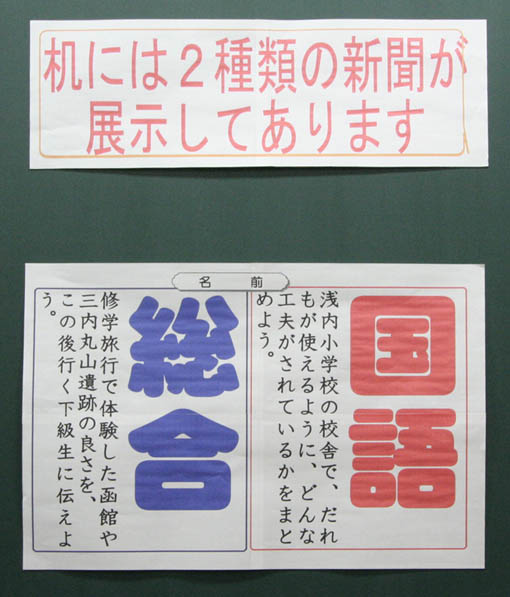 机には２種類の新聞が
展示してあります
名前
国語
浅内小学校の校舎で、だれ
もが使えるように、どんな
工夫がされているかをまと
めよう。
総合
修学旅行で体験した函館や
三内丸山遺跡の良さを、
この後行く下級生に伝えよ
う。